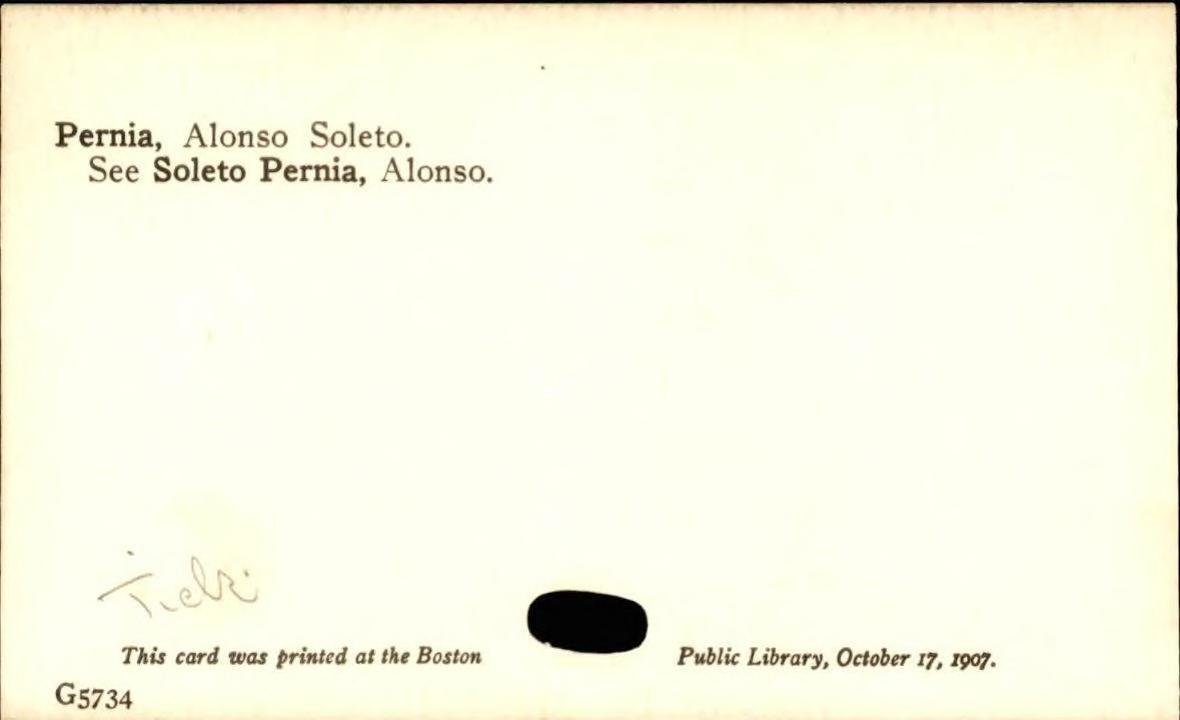 Pernia, Alonso Soleto.
See Soleto Pernia, Alonso.
This card was printed at the Boston Public Library, October 17, 1907.
G5734